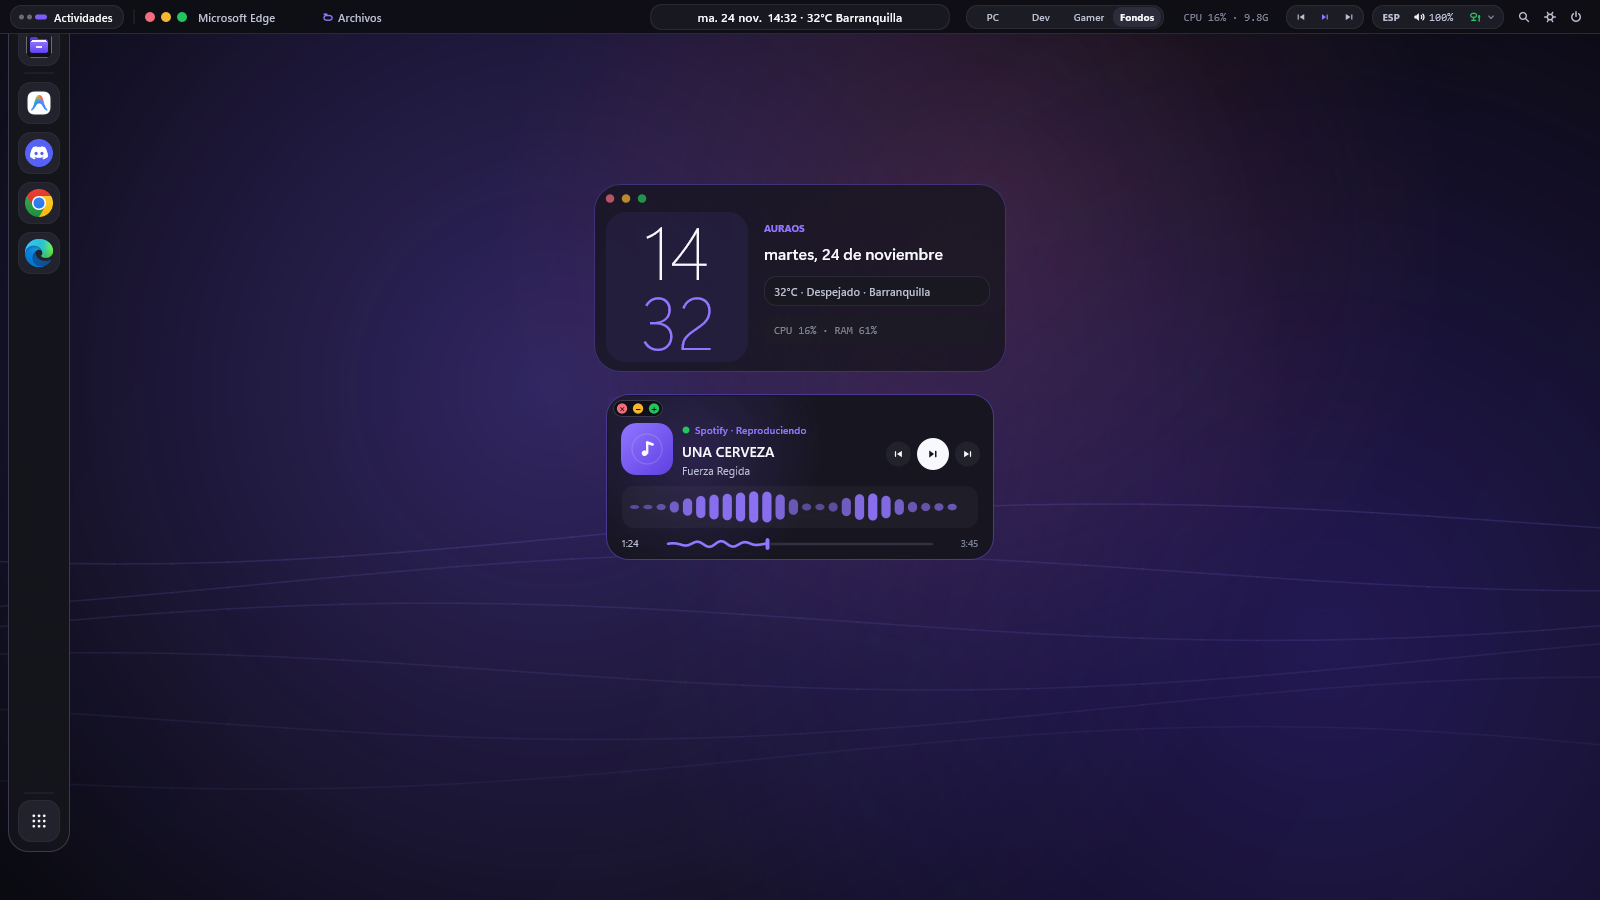 Actividades
Microsoft Edge
Archivos
ma. 24 nov. 14:32 · 32°C Barranquilla
PC
Dev
Gamer
Fondos
CPU 16% · 9.8G
ESP
100%
14
32
AURAOS
martes, 24 de noviembre
32°C · Despejado · Barranquilla
CPU 16% · RAM 61%
Spotify · Reproduciendo
UNA CERVEZA
Fuerza Regida
1:24
3:45